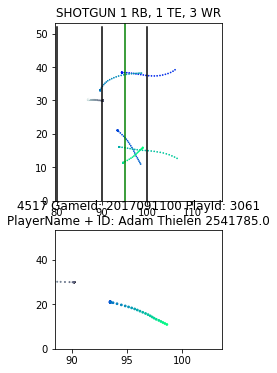 SHOTGUN 1 RB, 1 TE, 3 WR
50
40
30
20
10
0
80 90 100 110
4517 GameId: 2017091100 PlayId: 3061
PlayerName + ID: Adam Thielen 2541785.0
40
20
0
90 95 100